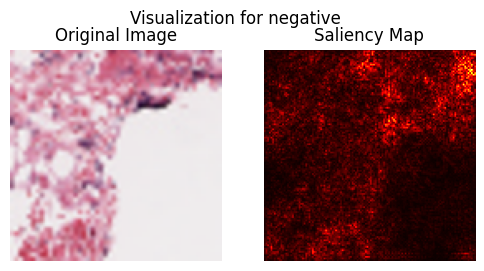 Visualization for negative
Original Image
Saliency Map